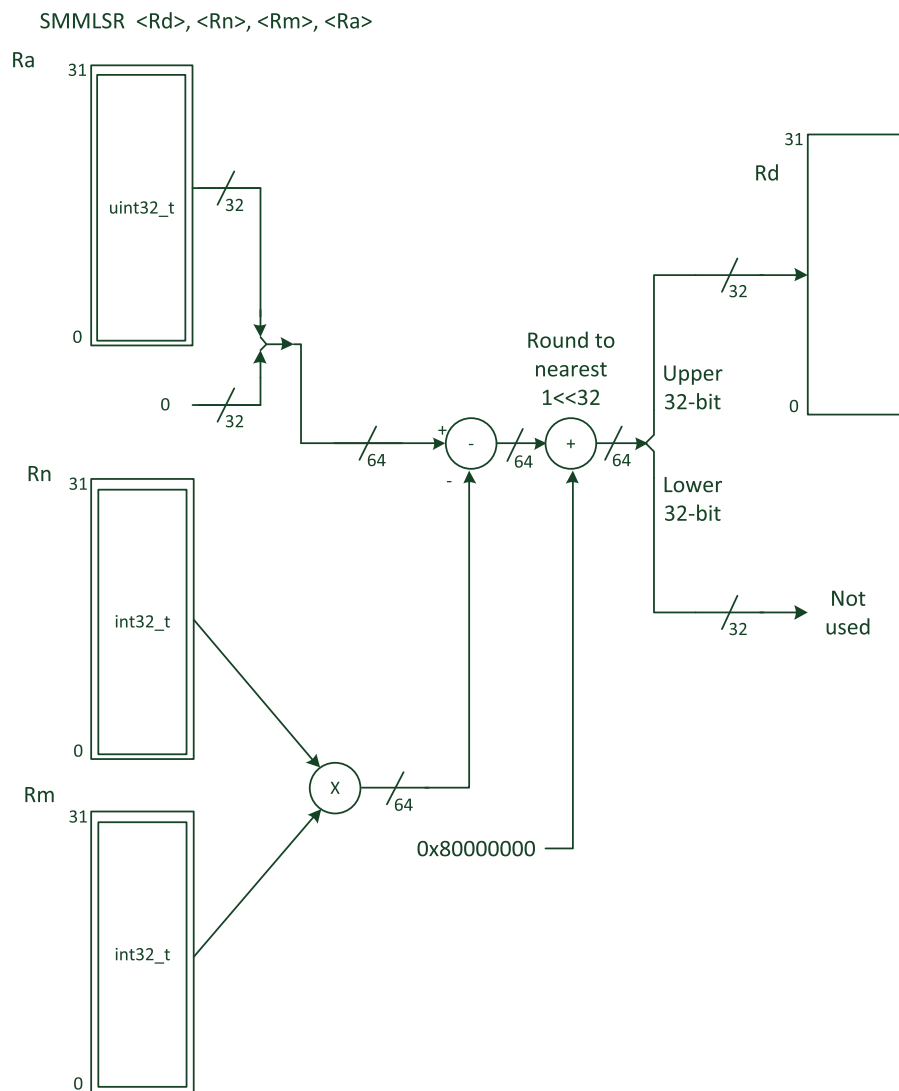 SMMLSR <Rd>, <Rn>, <Rm>, <Ra>
Ra
31
uint32_t
0
32
0
32
64
+
-
-
64
Round to
nearest
1<<32
+
64
Upper
32-bit
Lower
32-bit
32
Rd
31
0
32
Not
used
Rn
31
int32_t
0
X
64
0x80000000
Rm
31
int32_t
0